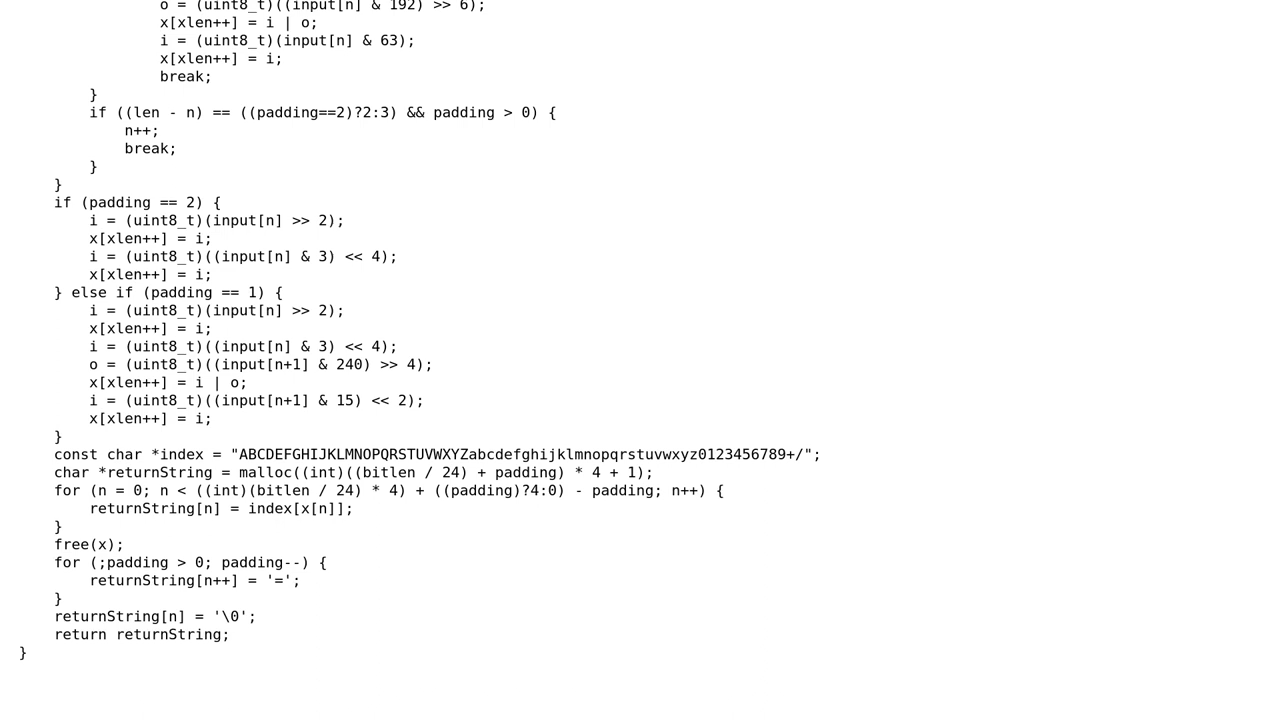 o = (uint8_t)((input[n] & 192) >> 6);
                x[xlen++] = i | o;
                i = (uint8_t)(input[n] & 63);
                x[xlen++] = i;
                break;
        }
        if ((len - n) == ((padding==2)?2:3) && padding > 0) {
            n++;
            break;
        }
    }
    if (padding == 2) {
        i = (uint8_t)(input[n] >> 2);
        x[xlen++] = i;
        i = (uint8_t)((input[n] & 3) << 4);
        x[xlen++] = i;
    } else if (padding == 1) {
        i = (uint8_t)(input[n] >> 2);
        x[xlen++] = i;
        i = (uint8_t)((input[n] & 3) << 4);
        o = (uint8_t)((input[n+1] & 240) >> 4);
        x[xlen++] = i | o;
        i = (uint8_t)((input[n+1] & 15) << 2);
        x[xlen++] = i;
    }
    const char *index = "ABCDEFGHIJKLMNOPQRSTUVWXYZabcdefghijklmnopqrstuvwxyz0123456789+/";
    char *returnString = malloc((int)((bitlen / 24) + padding) * 4 + 1);
    for (n = 0; n < ((int)(bitlen / 24) * 4) + ((padding)?4:0) - padding; n++) {
        returnString[n] = index[x[n]];
    }
    free(x);
    for (;padding > 0; padding--) {
        returnString[n++] = '=';
    }
    returnString[n] = '\0';
    return returnString;
}